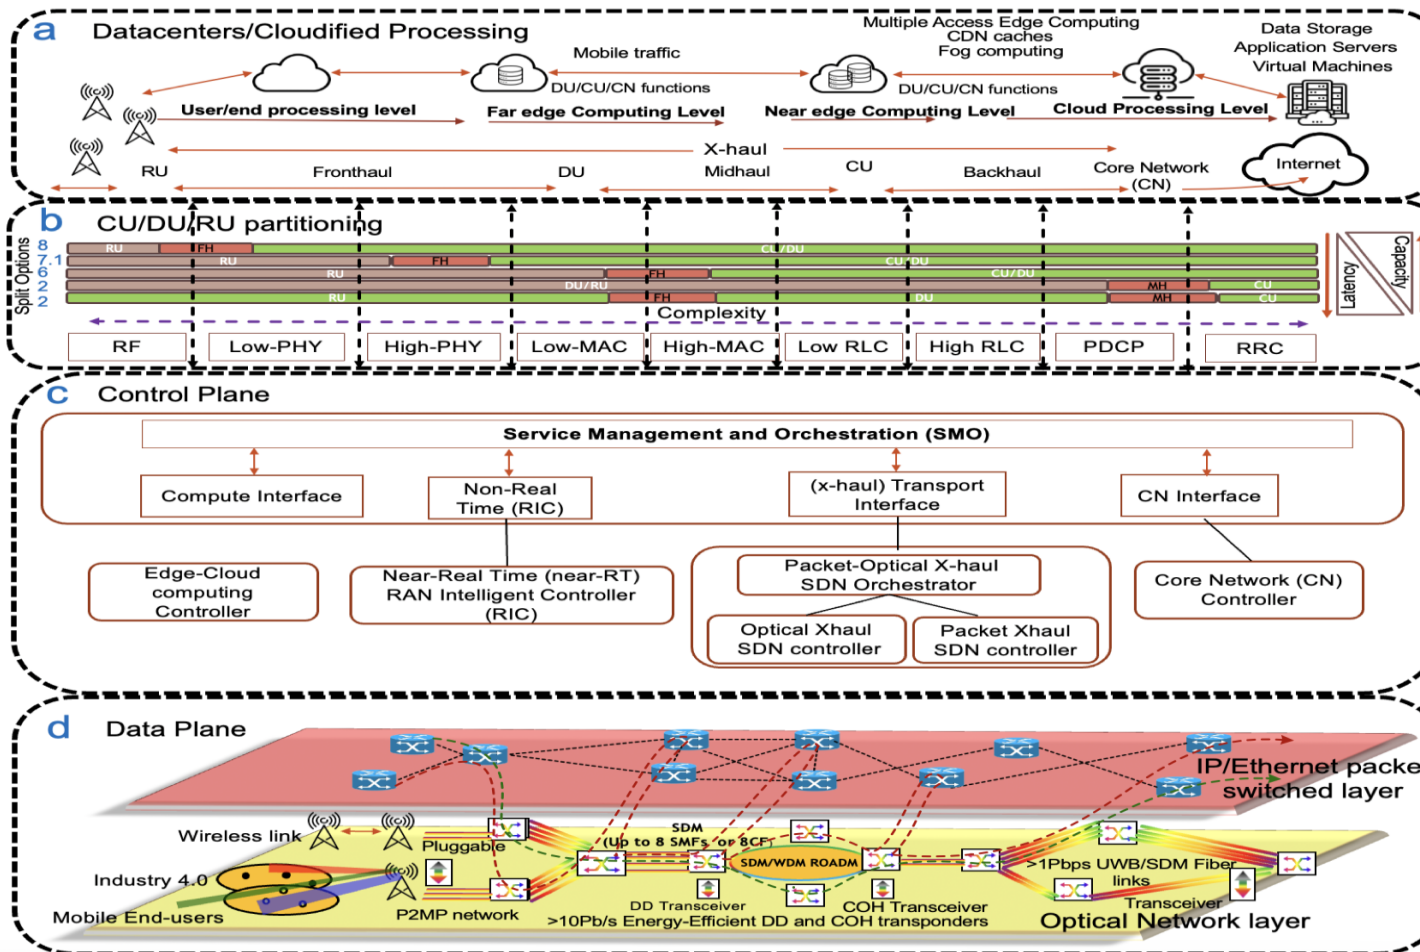 a Datacenters/Cloudified Processing
Multiple Access Edge Computing
CDN caches
Fog computing
Data Storage
Application Servers
Virtual Machines
Mobile traffic
DU/CU/CN functions
DU/CU/CN functions
User/end processing level
Far edge Computing Level
Near edge Computing Level
Cloud Processing Level
X-haul
RU
Fronthaul
DU
Midhaul
CU
Backhaul
Core Network
(CN)
Internet
b CU/DU/RU partitioning
Split Options
8 RU FH CU/DU
7.1 RU FH CU/DU
6 RU FH CU/DU
2 DU/RU MH CU
2 RU FH DU MH CU
Latency
Capacity
Complexity
RF
Low-PHY
High-PHY
Low-MAC
High-MAC
Low RLC
High RLC
PDCP
RRC
c Control Plane
Service Management and Orchestration (SMO)
Compute Interface
Non-Real
Time (RIC)
(x-haul) Transport
Interface
CN Interface
Edge-Cloud
computing
Controller
Near-Real Time (near-RT)
RAN Intelligent Controller
(RIC)
Packet-Optical X-haul
SDN Orchestrator
Optical Xhaul
SDN controller
Packet Xhaul
SDN controller
Core Network (CN)
Controller
d Data Plane
IP/Ethernet packe
switched layer
Wireless link
Pluggable
SDM
(Up to 8 SMFs or 8CF)
SDM/WDM ROADM
>1Pbps UWB/SDM Fiber
links
Industry 4.0
Mobile End-users
P2MP network
DD Transceiver
COH Transceiver
Transceiver
>10Pb/s Energy-Efficient DD and COH transponders
Optical Network layer